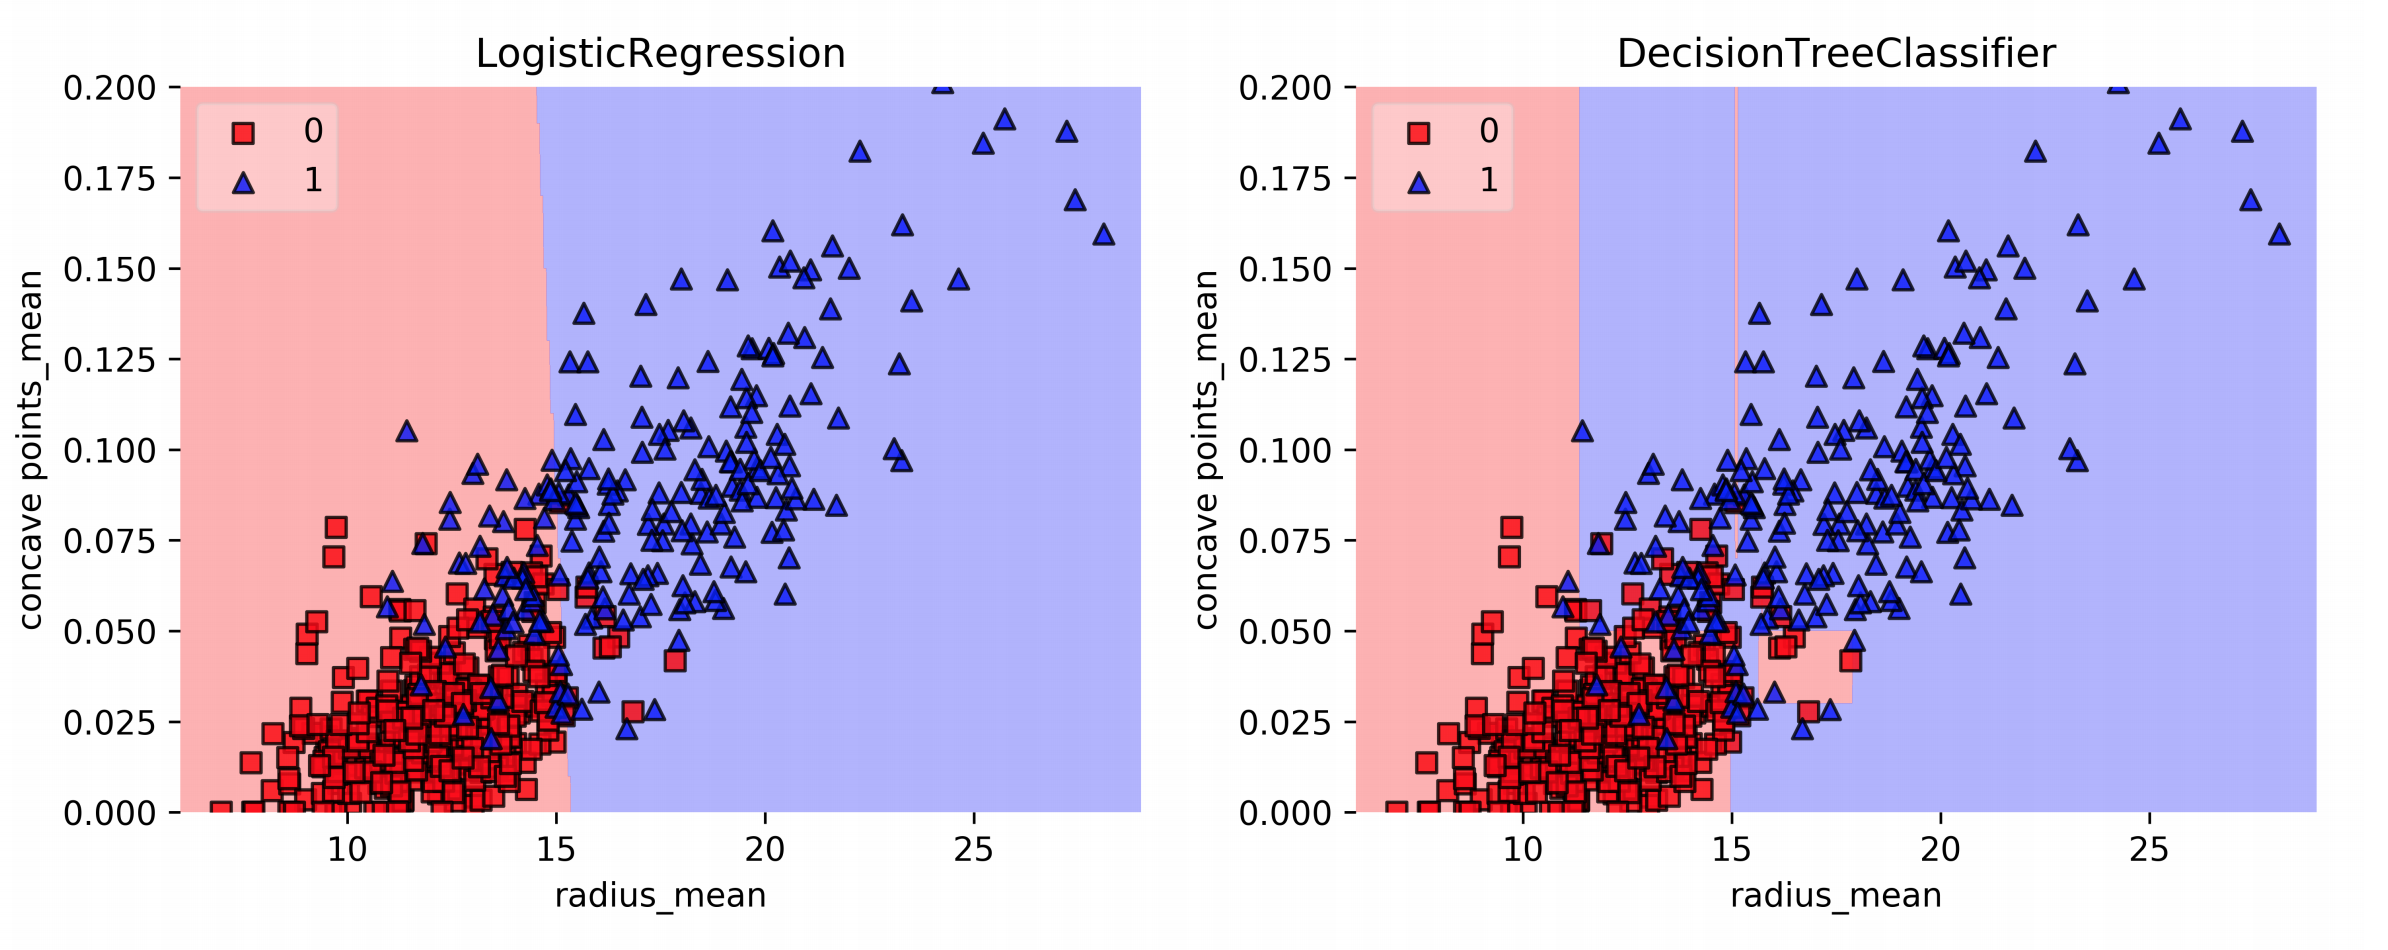 LogisticRegression
0.200
0.175
0.150
0.125
0.100
0.075
0.050
0.025
0.000
concave points_mean
0
1
10 15 20 25
radius_mean
DecisionTreeClassifier
0.200
0.175
0.150
0.125
0.100
0.075
0.050
0.025
0.000
concave points_mean
0
1
10 15 20 25
radius_mean